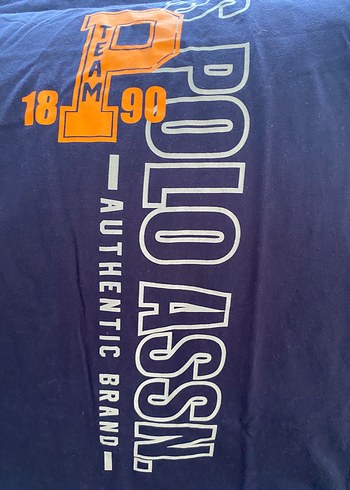 TEAM
P
18 90
S POLO ASSN.
- AUTHENTIC BRAND -